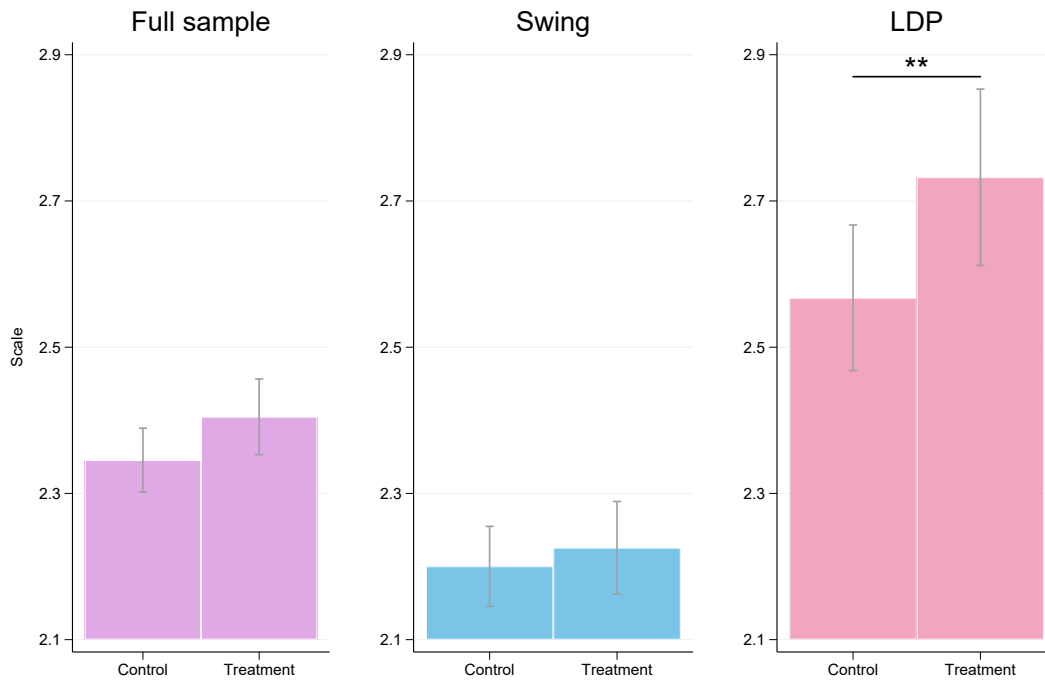 Full sample
Swing
LDP
Scale
2.9
2.7
2.5
2.3
2.1
Control
Treatment
2.9
2.7
2.5
2.3
2.1
Control
Treatment
**
2.9
2.7
2.5
2.3
2.1
Control
Treatment